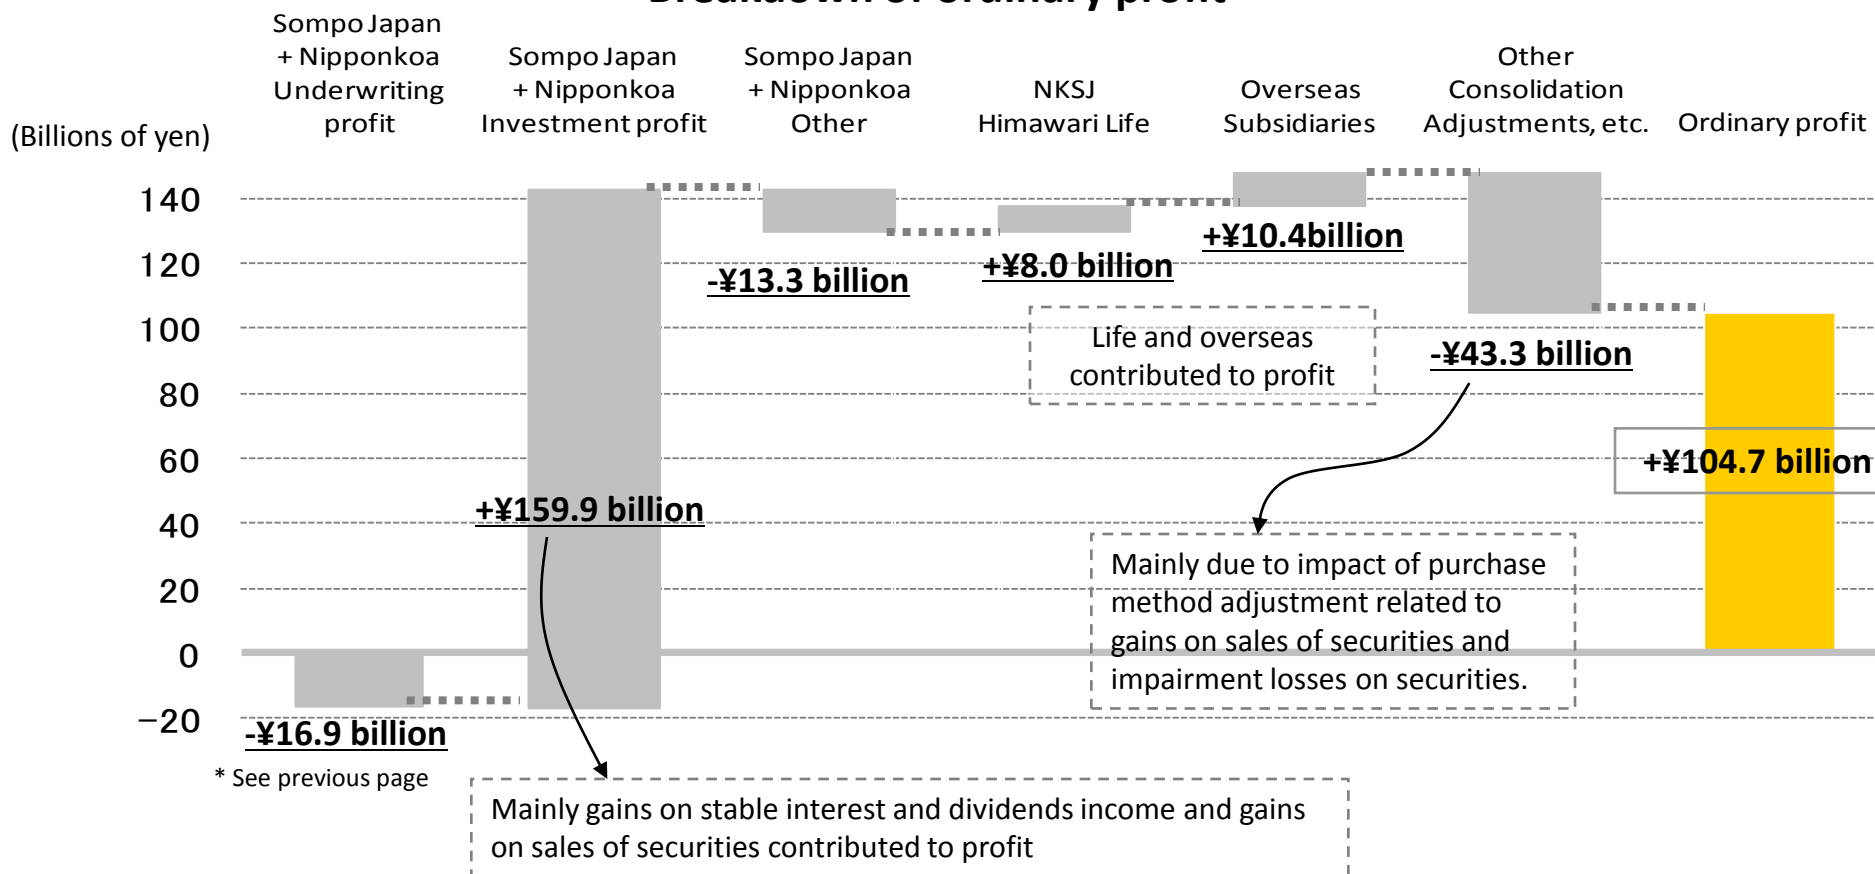 Breakdown of ordinary profit
Sompo Japan
+ Nipponkoa
Underwriting
profit
Sompo Japan
+ Nipponkoa
Investment profit
Sompo Japan
+ Nipponkoa
Other
NKSJ
Himawari Life
Overseas
Subsidiaries
Other
Consolidation
Adjustments, etc.
Ordinary profit
(Billions of yen)
140
120
100
80
60
40
20
0
−20
-¥16.9 billion
* See previous page
+¥159.9 billion
-¥13.3 billion
+¥8.0 billion
+¥10.4billion
-¥43.3 billion
+¥104.7 billion
Life and overseas
contributed to profit
Mainly due to impact of purchase
method adjustment related to
gains on sales of securities and
impairment losses on securities.
Mainly gains on stable interest and dividends income and gains
on sales of securities contributed to profit